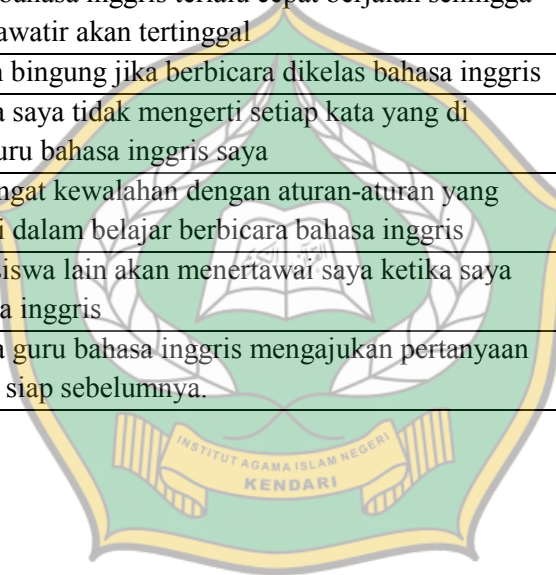 bahasa inggris terlalu cepat berjalan sehingga
awatir akan tertinggal
bingung jika berbicara dikelas bahasa inggris
saya tidak mengerti setiap kata yang di
uru bahasa inggris saya
ngat kewalahan dengan aturan-aturan yang
i dalam belajar berbicara bahasa inggris
siswa lain akan menertawai saya ketika saya
a inggris
a guru bahasa inggris mengajukan pertanyaan
siap sebelumnya.
INSTITUT AGAMA ISLAM NEGERI
KENDARI